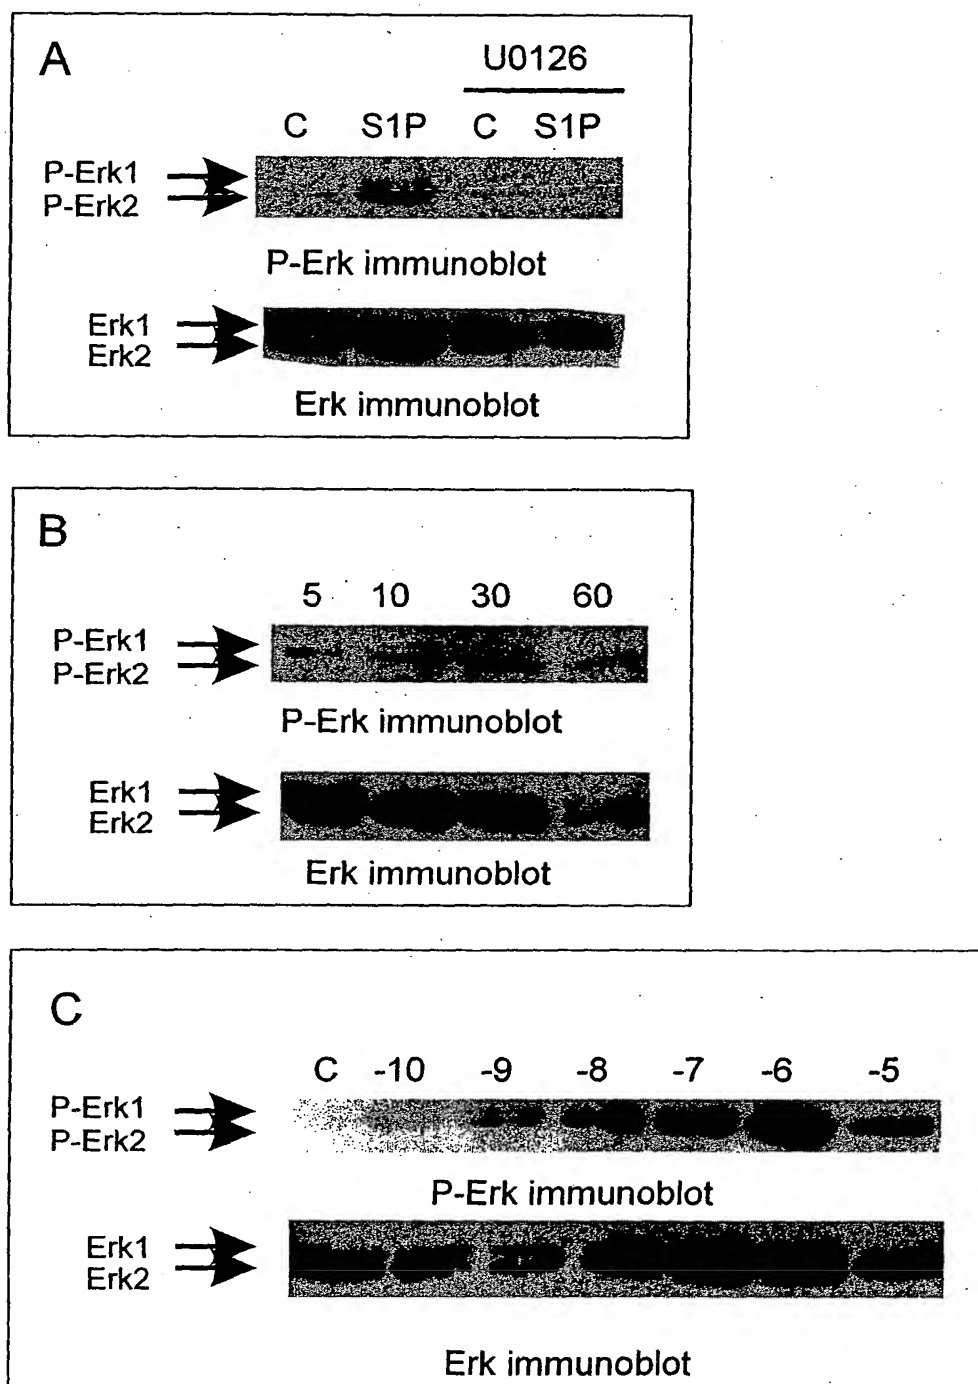 A
U0126
C S1P C S1P
P-Erk1
P-Erk2
P-Erk immunoblot
Erk1
Erk2
Erk immunoblot
B
5 10 30 60
P-Erk1
P-Erk2
P-Erk immunoblot
Erk1
Erk2
Erk immunoblot
C
C -10 -9 -8 -7 -6 -5
P-Erk1
P-Erk2
P-Erk immunoblot
Erk1
Erk2
Erk immunoblot